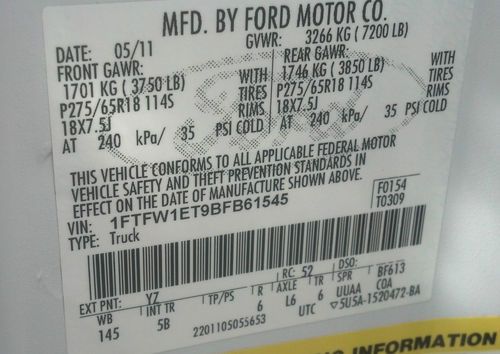 MFD. BY FORD MOTOR CO.
DATE: 05/11 GVWR: 3266 KG ( 7200 LB)
FRONT GAWR: REAR GAWR:
1701 KG ( 3750 LB) WITH 1746 KG ( 3850 LB) WITH
P275/65R18 114S TIRES P275/65R18 114S TIRES
18X7.5J RIMS 18X7.5J RIMS
AT 240 kPa/ 35 PSI COLD AT 240 kPa/ 35 PSI COLD
Ford
THIS VEHICLE CONFORMS TO ALL APPLICABLE FEDERAL MOTOR
VEHICLE SAFETY AND THEFT PREVENTION STANDARDS IN
EFFECT ON THE DATE OF MANUFACTURE SHOWN ABOVE.
VIN: 1FTFW1ET9BFB61545 F0154
TYPE: Truck T0309
EXT PNT: YZ RC: 52 DSO: BF613
WB INT TR TP/PS R AXLE TR SPR COA
145 5B 6 L6 6 UUAA
2201105055653 UTC ▽5U5A-1520472-BA
INFORMATION